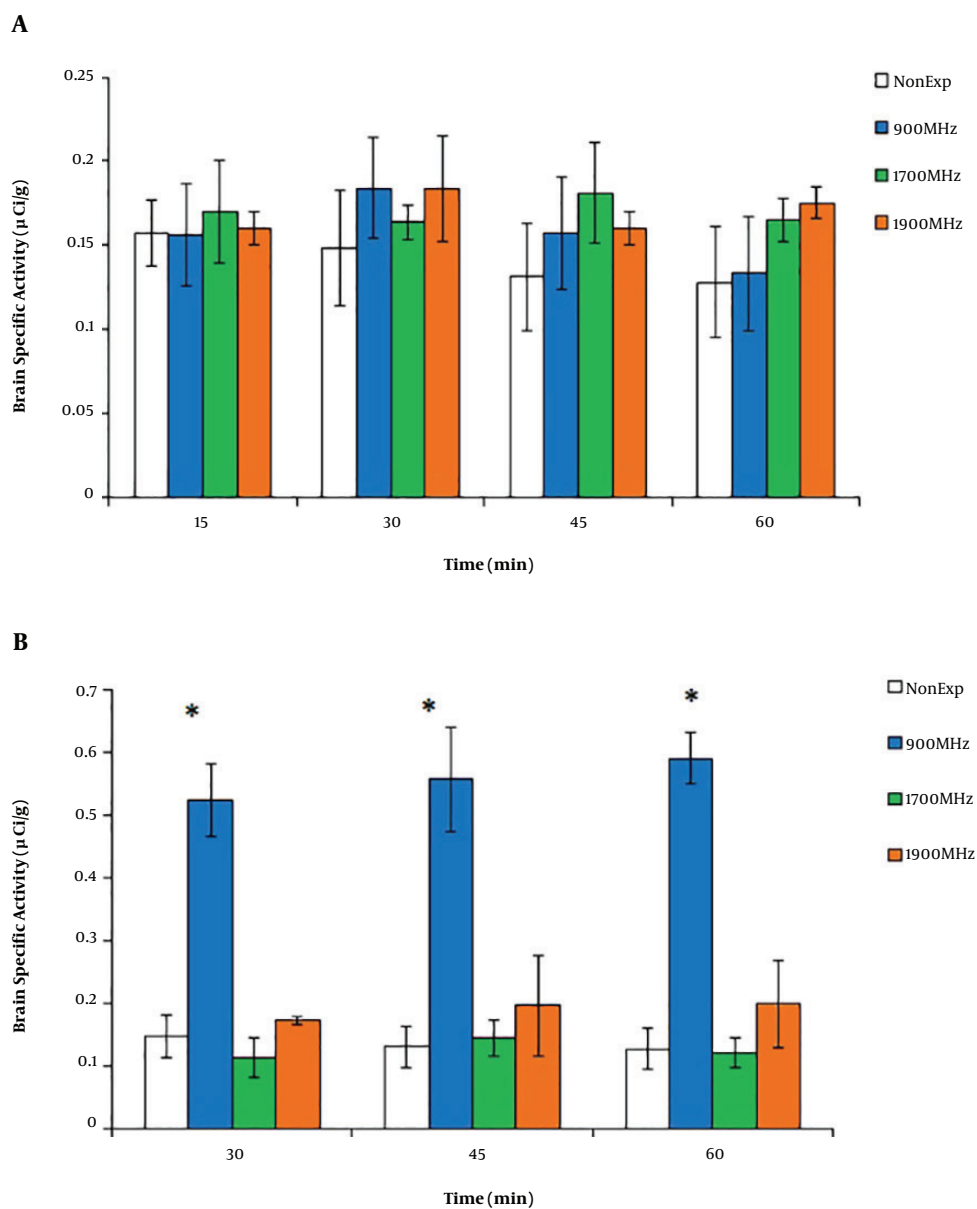 A
0.25
0.2
0.15
0.1
0.05
0
Brain Specific Activity (µ Ci/g)
15
30
45
60
Time (min)
NonExp
900MHz
1700MHz
1900MHz
B
0.7
0.6
0.5
0.4
0.3
0.2
0.1
0
Brain Specific Activity (µ Ci/g)
*
*
*
30
45
60
Time (min)
NonExp
900MHz
1700MHz
1900MHz